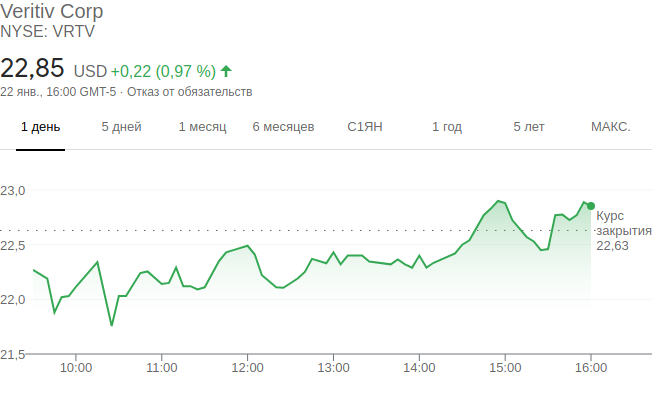 Veritiv Corp
NYSE: VRTV
22,85 USD +0,22 (0,97 %)
22 янв., 16:00 GMT-5 · Отказ от обязательств
1 день 5 дней 1 месяц 6 месяцев С1ЯН 1 год 5 лет МАКС.
23,0
Курс
закрытия
22,5 22,63
22,0
21,5
10:00 11:00 12:00 13:00 14:00 15:00 16:00